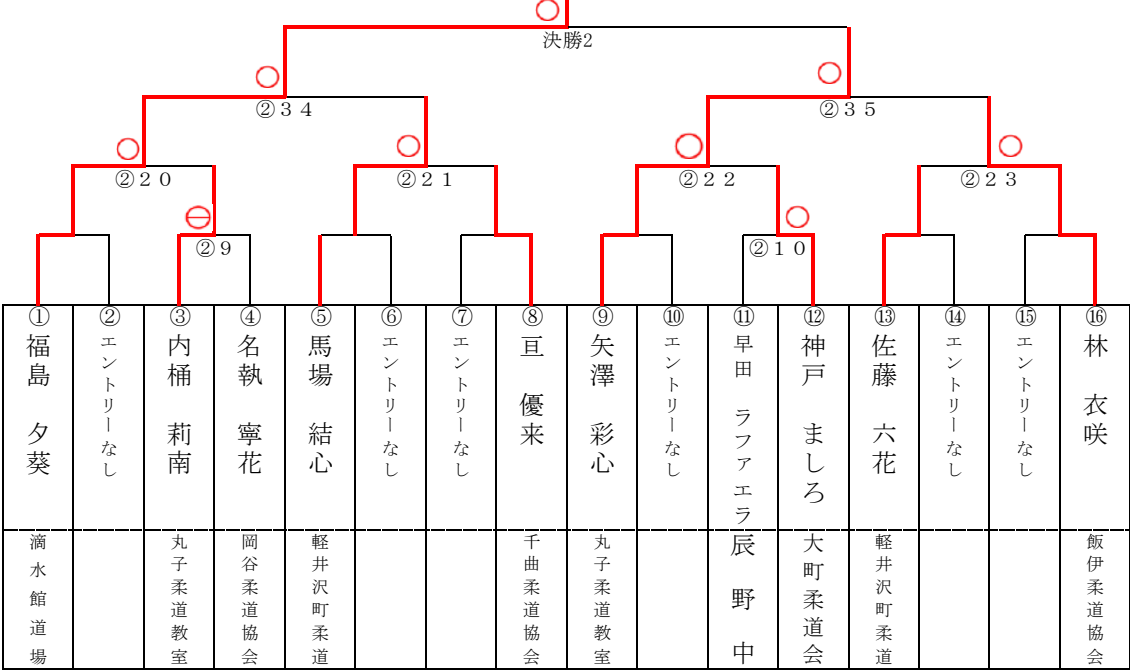 決勝2
②34
②35
②20
②21
②22
②23
②9
②10
①
福島 夕葵
滴水館道場
②
エントリーなし
③
内桶 莉南
丸子柔道教室
④
名執 寧花
岡谷柔道協会
⑤
馬場 結心
軽井沢町柔道
⑥
エントリーなし
⑦
エントリーなし
⑧
亘 優来
千曲柔道協会
⑨
矢澤 彩心
丸子柔道教室
⑩
エントリーなし
⑪
早田 ラファエラ
辰野中
⑫
神戸 ましろ
大町柔道会
⑬
佐藤 六花
軽井沢町柔道
⑭
エントリーなし
⑮
エントリーなし
⑯
林 衣咲
飯伊柔道協会